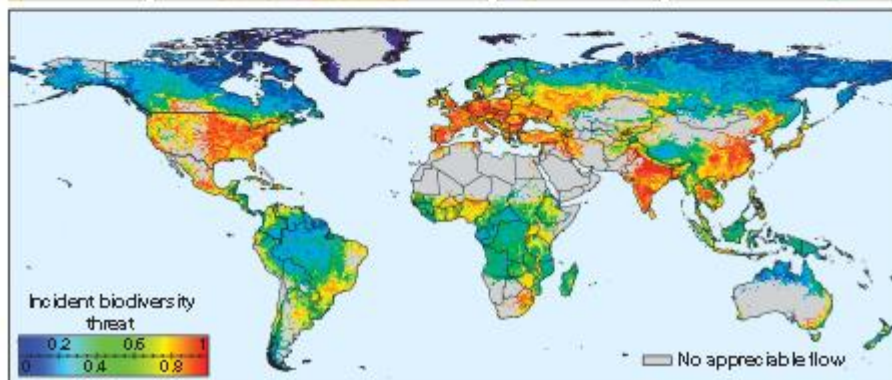 Incident biodiversity
threat
0.2 0.6 1
0 0.4 0.8
No appreciable flow